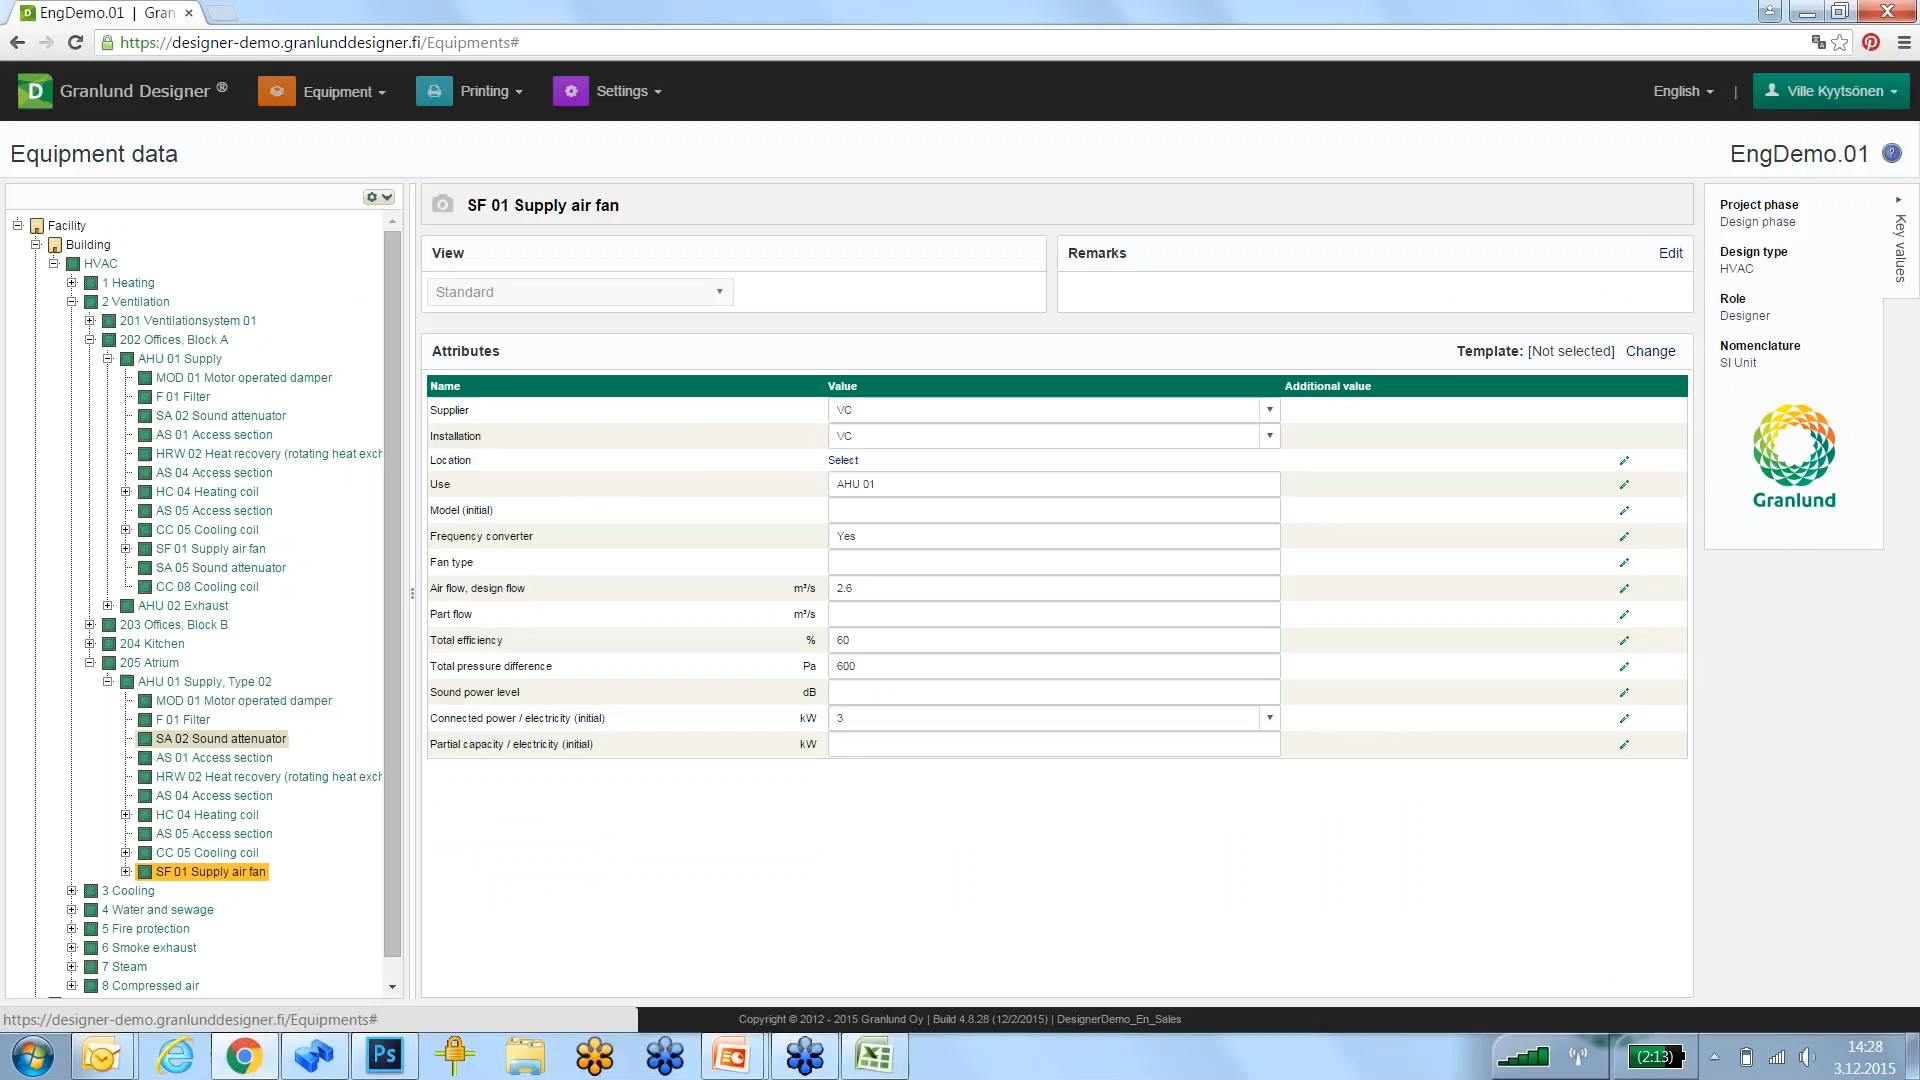 EngDemo.01 | Gran
https://designer-demo.granlunddesigner.fi/Equipments#
D Granlund Designer ® Equipment Printing Settings English | Ville Kyytsönen
Equipment data EngDemo.01 ?
Facility
Building
HVAC
1 Heating
2 Ventilation
201 Ventilationsystem 01
202 Offices, Block A
AHU 01 Supply
MOD 01 Motor operated damper
F 01 Filter
SA 02 Sound attenuator
AS 01 Access section
HRW 02 Heat recovery (rotating heat exch
AS 04 Access section
HC 04 Heating coil
AS 05 Access section
CC 05 Cooling coil
SF 01 Supply air fan
SA 05 Sound attenuator
CC 08 Cooling coil
AHU 02 Exhaust
203 Offices, Block B
204 Kitchen
205 Atrium
AHU 01 Supply, Type 02
MOD 01 Motor operated damper
F 01 Filter
SA 02 Sound attenuator
AS 01 Access section
HRW 02 Heat recovery (rotating heat exch
AS 04 Access section
HC 04 Heating coil
AS 05 Access section
CC 05 Cooling coil
SF 01 Supply air fan
3 Cooling
4 Water and sewage
5 Fire protection
6 Smoke exhaust
7 Steam
8 Compressed air
SF 01 Supply air fan
View
Standard
Remarks Edit
Attributes Template: [Not selected] Change
Name Value Additional value
Supplier VC
Installation VC
Location Select
Use AHU 01
Model (initial)
Frequency converter Yes
Fan type
Air flow, design flow m³/s 2.6
Part flow m³/s
Total efficiency % 60
Total pressure difference Pa 600
Sound power level dB
Connected power / electricity (initial) kW 3
Partial capacity / electricity (initial) kW
Project phase
Design phase
Design type
HVAC
Role
Designer
Nomenclature
SI Unit
Key values
Granlund
https://designer-demo.granlunddesigner.fi/Equipments#
Copyright © 2012 - 2015 Granlund Oy | Build 4.8.28 (12/2/2015) | DesignerDemo_En_Sales
Ps
(2:13)
14:28
3.12.2015